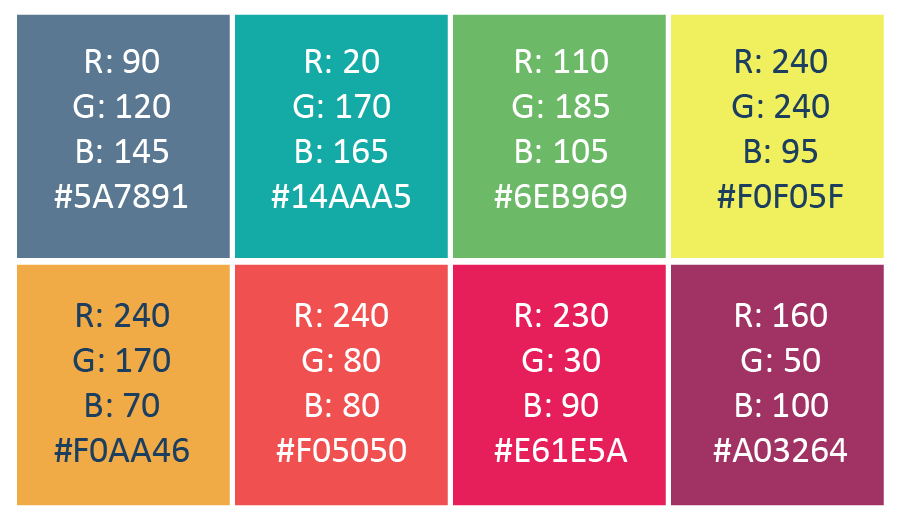 R: 90
G: 120
B: 145
#5A7891
R: 20
G: 170
B: 165
#14AAA5
R: 110
G: 185
B: 105
#6EB969
R: 240
G: 240
B: 95
#F0F05F
R: 240
G: 170
B: 70
#F0AA46
R: 240
G: 80
B: 80
#F05050
R: 230
G: 30
B: 90
#E61E5A
R: 160
G: 50
B: 100
#A03264